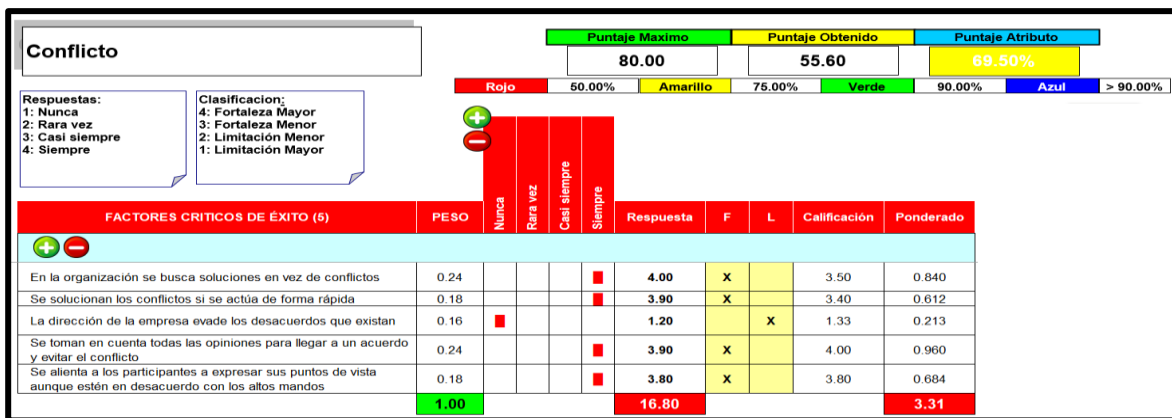 Conflicto
Puntaje Maximo Puntaje Obtenido Puntaje Atributo
80.00 55.60 69.50%
Rojo 50.00% Amarillo 75.00% Verde 90.00% Azul > 90.00%
Respuestas:
1: Nunca
2: Rara vez
3: Casi siempre
4: Siempre
Clasificacion:
4: Fortaleza Mayor
3: Fortaleza Menor
2: Limitación Menor
1: Limitación Mayor
FACTORES CRITICOS DE ÉXITO (5) PESO Nunca Rara vez Casi siempre Siempre Respuesta F L Calificación Ponderado
En la organización se busca soluciones en vez de conflictos 0.24 4.00 X 3.50 0.840
Se solucionan los conflictos si se actúa de forma rápida 0.18 3.90 X 3.40 0.612
La dirección de la empresa evade los desacuerdos que existan 0.16 1.20 X 1.33 0.213
Se toman en cuenta todas las opiniones para llegar a un acuerdo
y evitar el conflicto 0.24 3.90 X 4.00 0.960
Se alienta a los participantes a expresar sus puntos de vista
aunque estén en desacuerdo con los altos mandos 0.18 3.80 X 3.80 0.684
1.00 16.80 3.31